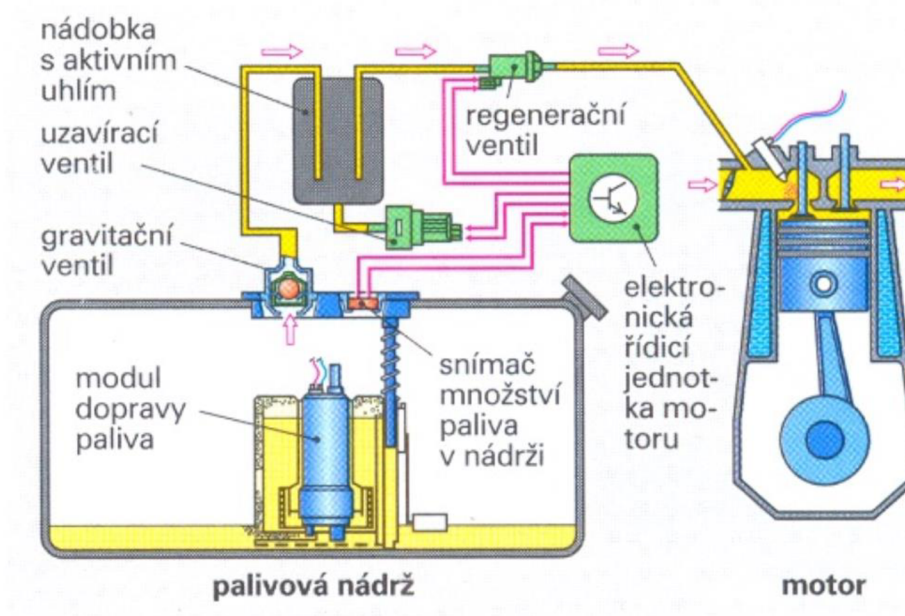 nádobka
s aktivním
uhlím
uzavírací
ventil
gravitační
ventil
regenerační
ventil
elektro-
nická
řídicí
jednot-
ka mo-
toru
modul
dopravy
paliva
snímač
množství
paliva
v nádrži
palivová nádrž
motor